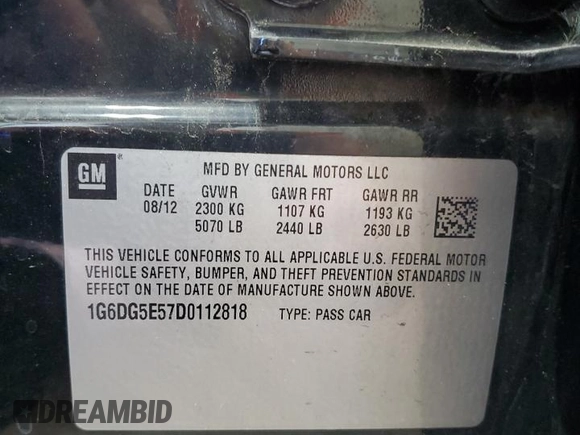 GM
MFD BY GENERAL MOTORS LLC
DATE GVWR GAWR FRT GAWR RR
08/12 2300 KG 1107 KG 1193 KG
5070 LB 2440 LB 2630 LB
THIS VEHICLE CONFORMS TO ALL APPLICABLE U.S. FEDERAL MOTOR
VEHICLE SAFETY, BUMPER, AND THEFT PREVENTION STANDARDS
IN EFFECT ON THE DATE OF MANUFACTURE SHOWN ABOVE.
1G6DG5E57D0112818 TYPE: PASS CAR
DREAMBID